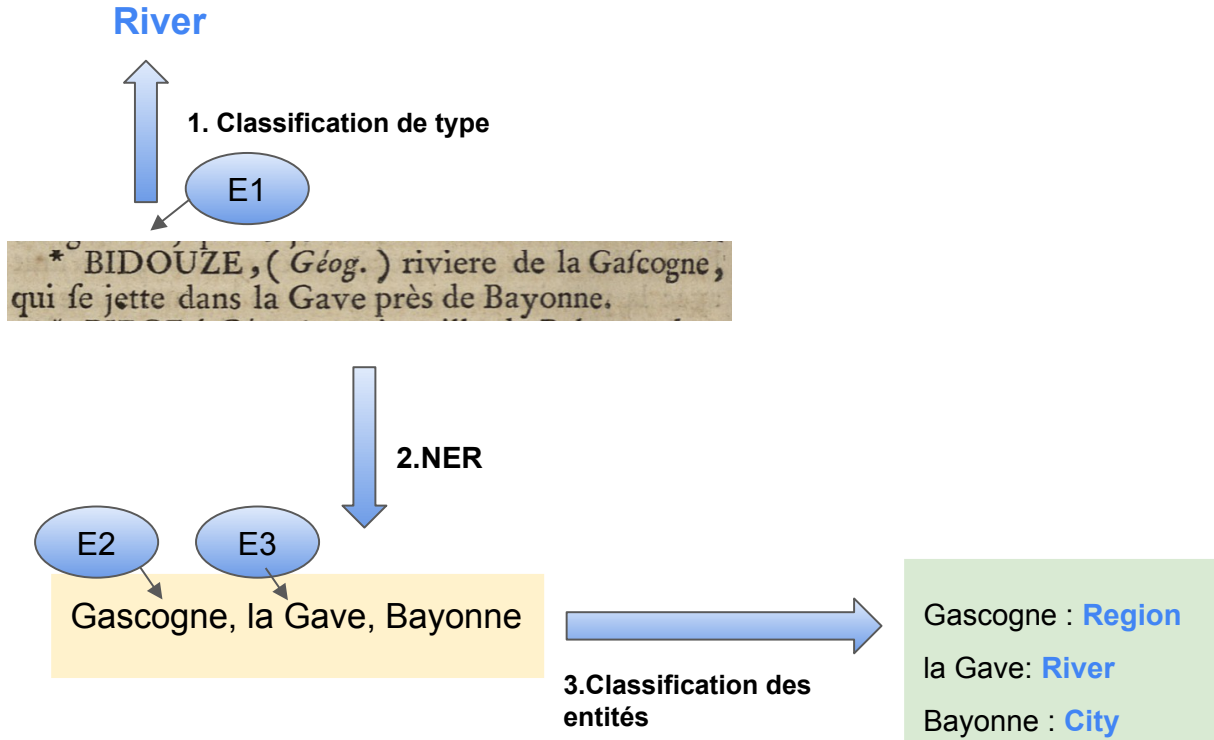 River
1. Classification de type
E1
* BIDOUZE, ( Géog. ) riviere de la Gaſcogne,
qui ſe jette dans la Gave près de Bayonne.
2.NER
E2
E3
Gascogne, la Gave, Bayonne
3.Classification des
entités
Gascogne : Region
la Gave: River
Bayonne : City